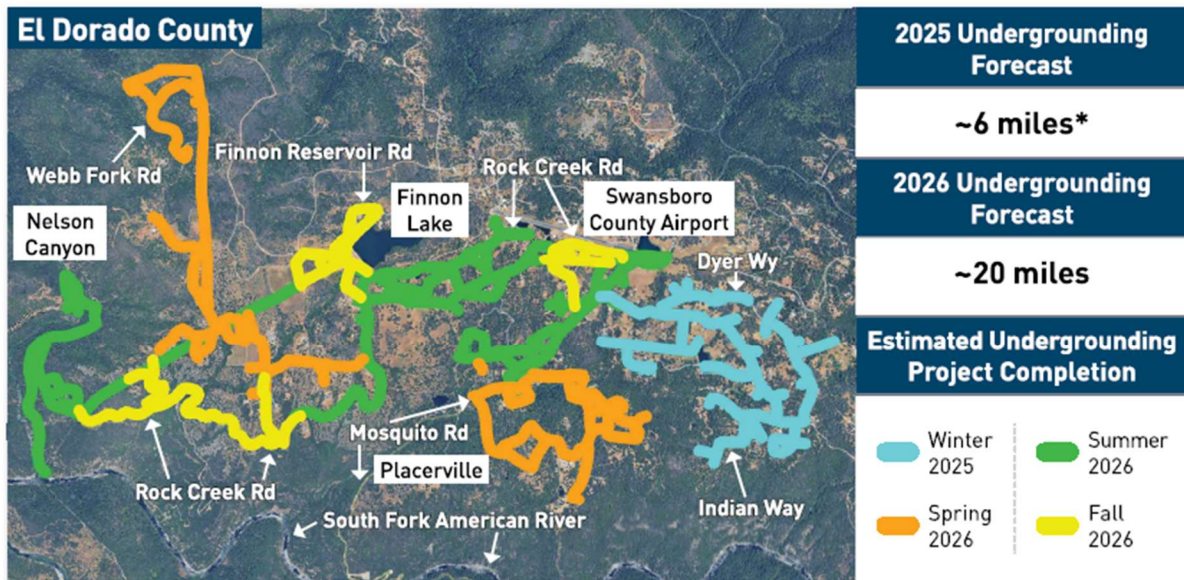 El Dorado County
Webb Fork Rd
Finnon Reservoir Rd
Nelson
Canyon
Finnon
Lake
Rock Creek Rd
Swansboro
County Airport
Dyer Wy
Mosquito Rd
Placerville
Rock Creek Rd
South Fork American River
Indian Way
2025 Undergrounding
Forecast
~6 miles*
2026 Undergrounding
Forecast
~20 miles
Estimated Undergrounding
Project Completion
Winter
2025
Summer
2026
Spring
2026
Fall
2026